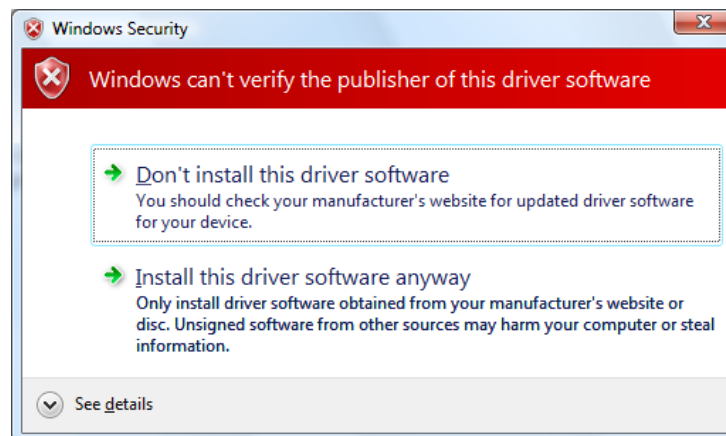 Windows Security
Windows can't verify the publisher of this driver software
Don't install this driver software
You should check your manufacturer's website for updated driver software
for your device.
Install this driver software anyway
Only install driver software obtained from your manufacturer's website or
disc. Unsigned software from other sources may harm your computer or steal
information.
See details